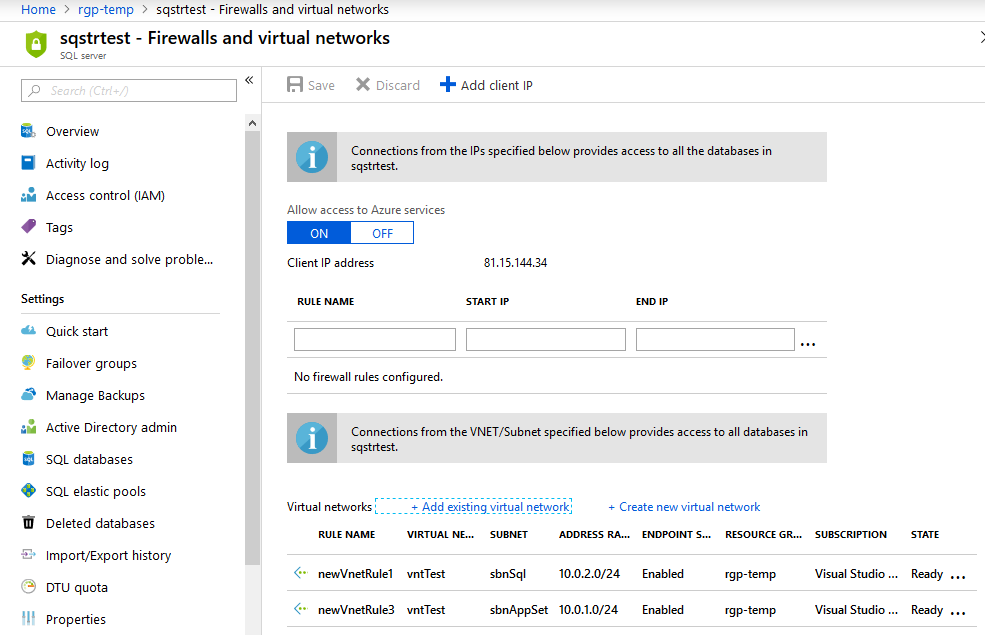 Home > rgp-temp > sqstrtest - Firewalls and virtual networks
sqstrtest - Firewalls and virtual networks
SQL server
Search (Ctrl+/)
Overview
Activity log
Access control (IAM)
Tags
Diagnose and solve proble...
Settings
Quick start
Failover groups
Manage Backups
Active Directory admin
SQL databases
SQL elastic pools
Deleted databases
Import/Export history
DTU quota
Properties
Save Discard Add client IP
Connections from the IPs specified below provides access to all the databases in
sqstrtest.
Allow access to Azure services
ON OFF
Client IP address 81.15.144.34
RULE NAME START IP END IP
...
No firewall rules configured.
Connections from the VNET/Subnet specified below provides access to all databases in
sqstrtest.
Virtual networks + Add existing virtual network + Create new virtual network
RULE NAME VIRTUAL NE... SUBNET ADDRESS RA... ENDPOINT S... RESOURCE GR... SUBSCRIPTION STATE
newVnetRule1 vntTest sbnSql 10.0.2.0/24 Enabled rgp-temp Visual Studio ... Ready ...
newVnetRule3 vntTest sbnAppSet 10.0.1.0/24 Enabled rgp-temp Visual Studio ... Ready ...